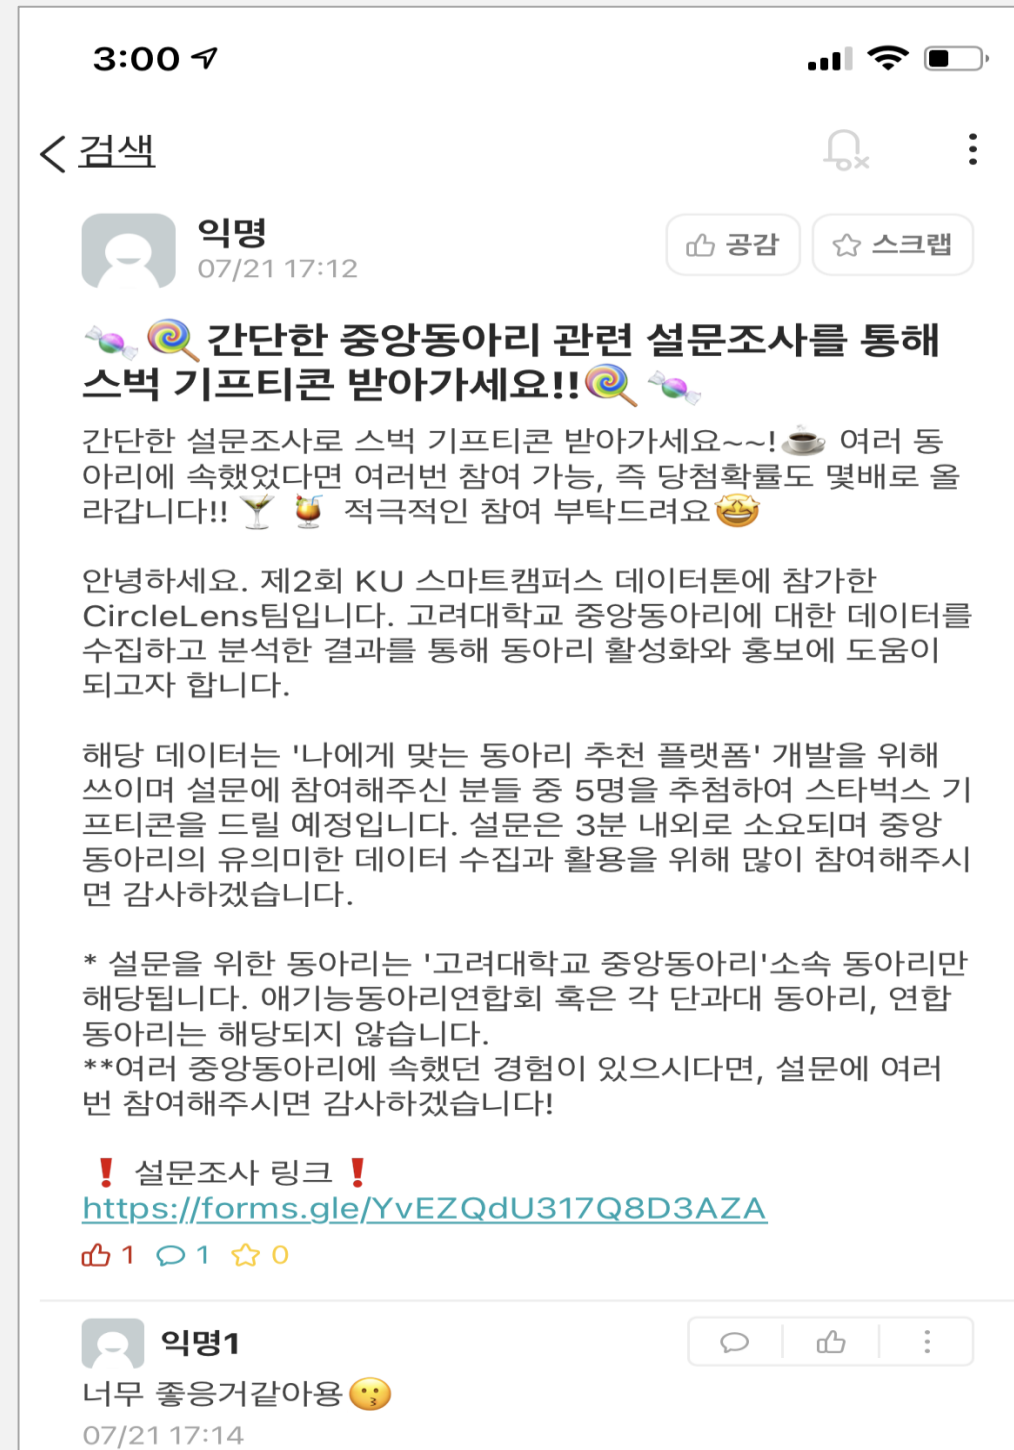 3:00
검색
익명
07/21 17:12
공감
스크랩
🍬🍭 간단한 중앙동아리 관련 설문조사를 통해
스벅 기프티콘 받아가세요!!🍭🍬
간단한 설문조사로 스벅 기프티콘 받아가세요~~!☕ 여러 동
아리에 속했었다면 여러번 참여 가능, 즉 당첨확률도 몇배로 올
라갑니다!! 🍸 🍹 적극적인 참여 부탁드려요🤩
안녕하세요. 제2회 KU 스마트캠퍼스 데이터톤에 참가한
CircleLens팀입니다. 고려대학교 중앙동아리에 대한 데이터를
수집하고 분석한 결과를 통해 동아리 활성화와 홍보에 도움이
되고자 합니다.
해당 데이터는 '나에게 맞는 동아리 추천 플랫폼' 개발을 위해
쓰이며 설문에 참여해주신 분들 중 5명을 추첨하여 스타벅스 기
프티콘을 드릴 예정입니다. 설문은 3분 내외로 소요되며 중앙
동아리의 유의미한 데이터 수집과 활용을 위해 많이 참여해주시
면 감사하겠습니다.
* 설문을 위한 동아리는 '고려대학교 중앙동아리'소속 동아리만
해당됩니다. 애기능동아리연합회 혹은 각 단과대 동아리, 연합
동아리는 해당되지 않습니다.
**여러 중앙동아리에 속했던 경험이 있으시다면, 설문에 여러
번 참여해주시면 감사하겠습니다!
❗ 설문조사 링크 ❗
https://forms.gle/YvEZQdU317Q8D3AZA
1 1 0
익명1
너무 좋응거같아용😗
07/21 17:14